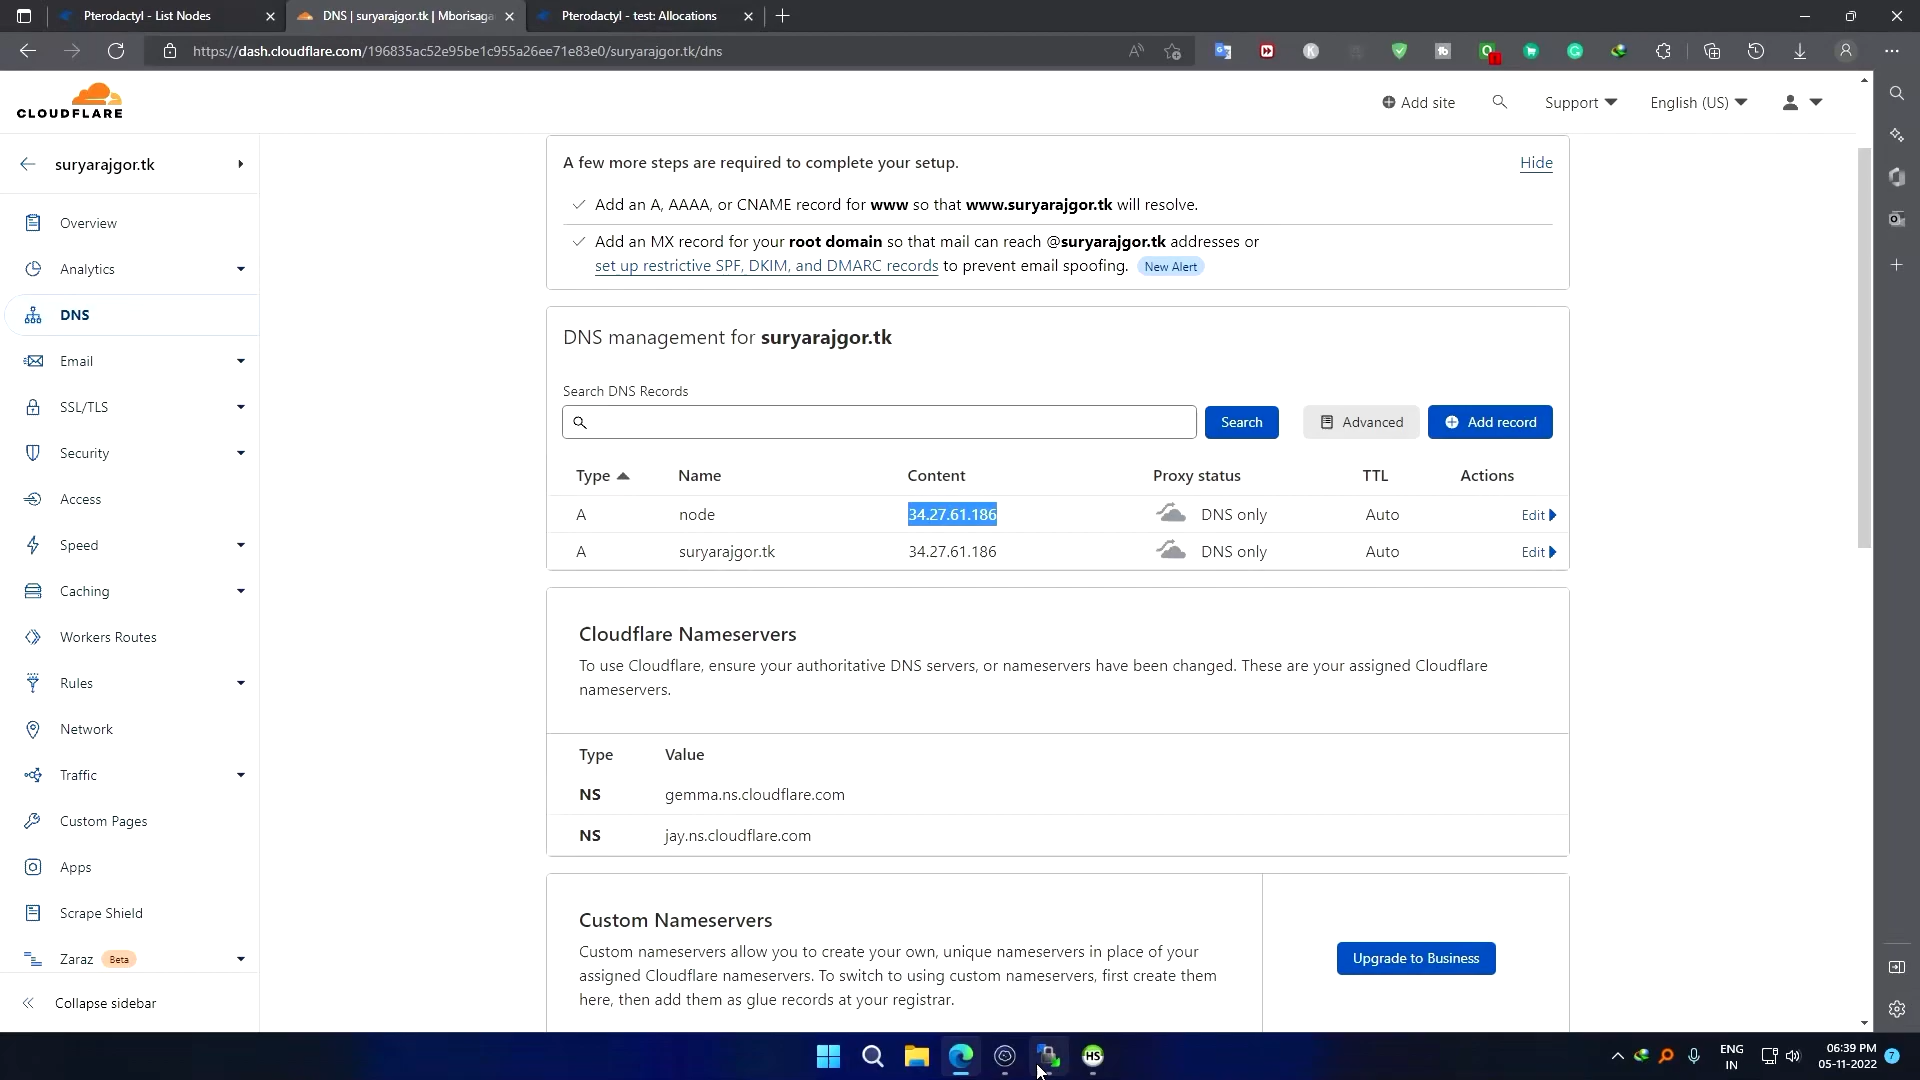 Pterodactyl - List Nodes
DNS | suryarajgor.tk | Mborisaga
Pterodactyl - test: Allocations
https://dash.cloudflare.com/196835ac52e95be1c955a26ee71e83e0/suryarajgor.tk/dns
CLOUDFLARE
Add site
Support
English (US)
suryarajgor.tk
Overview
Analytics
DNS
Email
SSL/TLS
Security
Access
Speed
Caching
Workers Routes
Rules
Network
Traffic
Custom Pages
Apps
Scrape Shield
Zaraz Beta
Collapse sidebar
A few more steps are required to complete your setup.
Hide
Add an A, AAAA, or CNAME record for www so that www.suryarajgor.tk will resolve.
Add an MX record for your root domain so that mail can reach @suryarajgor.tk addresses or
set up restrictive SPF, DKIM, and DMARC records to prevent email spoofing. New Alert
DNS management for suryarajgor.tk
Search DNS Records
Search
Advanced
Add record
Type Name Content Proxy status TTL Actions
A node 34.27.61.186 DNS only Auto Edit
A suryarajgor.tk 34.27.61.186 DNS only Auto Edit
Cloudflare Nameservers
To use Cloudflare, ensure your authoritative DNS servers, or nameservers have been changed. These are your assigned Cloudflare
nameservers.
Type Value
NS gemma.ns.cloudflare.com
NS jay.ns.cloudflare.com
Custom Nameservers
Custom nameservers allow you to create your own, unique nameservers in place of your
assigned Cloudflare nameservers. To switch to using custom nameservers, first create them
here, then add them as glue records at your registrar.
Upgrade to Business
HS
ENG
IN
06:39 PM
05-11-2022
7